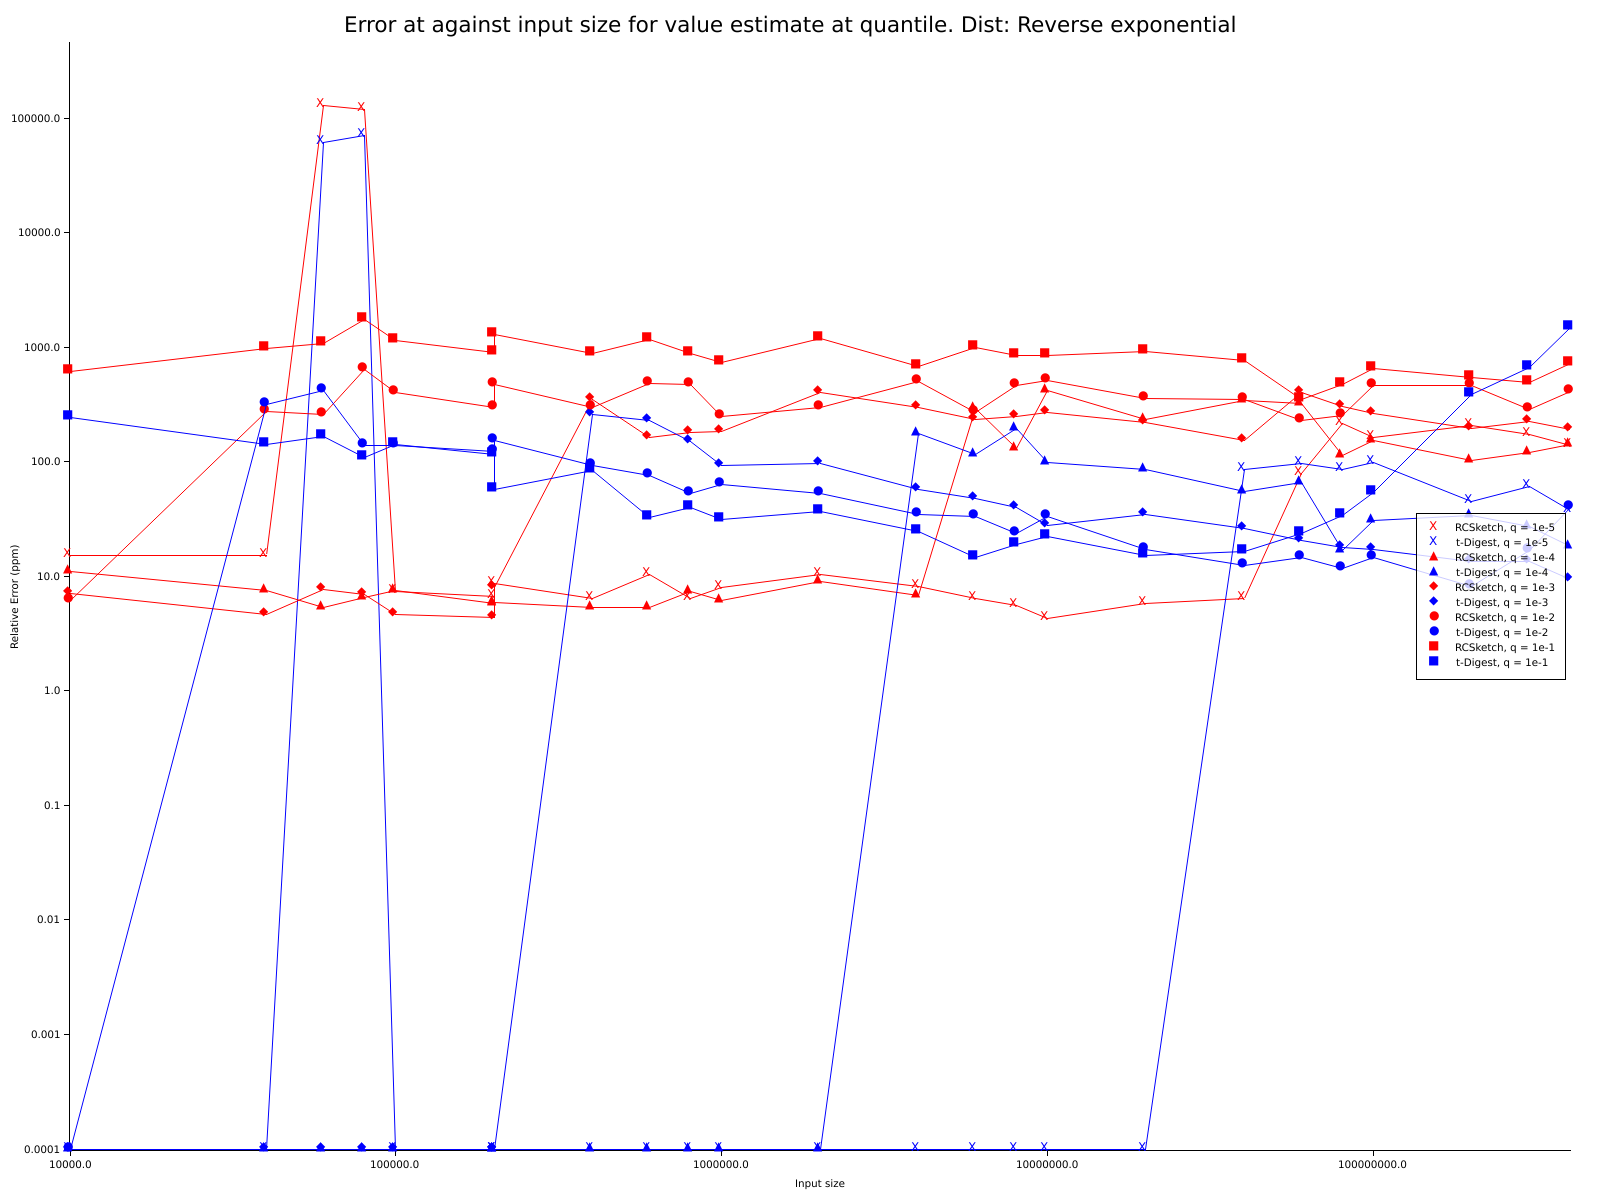 Error at against input size for value estimate at quantile. Dist: Reverse exponential
100000.0
10000.0
1000.0
100.0
10.0
1.0
0.1
0.01
0.001
0.0001
Relative Error (ppm)
RCSketch, q = 1e-5
t-Digest, q = 1e-5
RCSketch, q = 1e-4
t-Digest, q = 1e-4
RCSketch, q = 1e-3
t-Digest, q = 1e-3
RCSketch, q = 1e-2
t-Digest, q = 1e-2
RCSketch, q = 1e-1
t-Digest, q = 1e-1
10000.0 100000.0 1000000.0 10000000.0 100000000.0
Input size